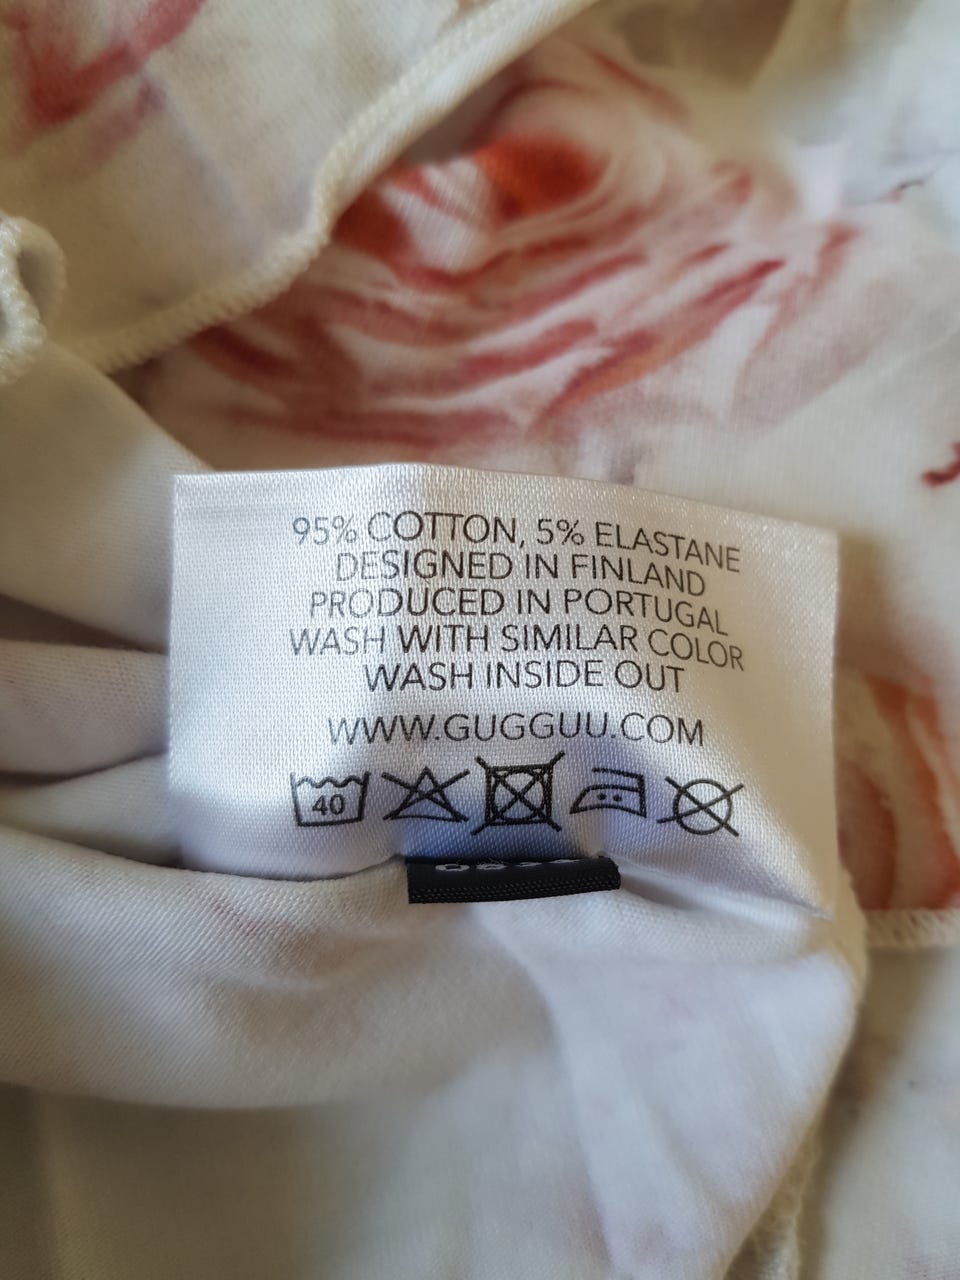 95% COTTON, 5% ELASTANE
DESIGNED IN FINLAND
PRODUCED IN PORTUGAL
WASH WITH SIMILAR COLOR
WASH INSIDE OUT
WWW.GUGGUU.COM
40